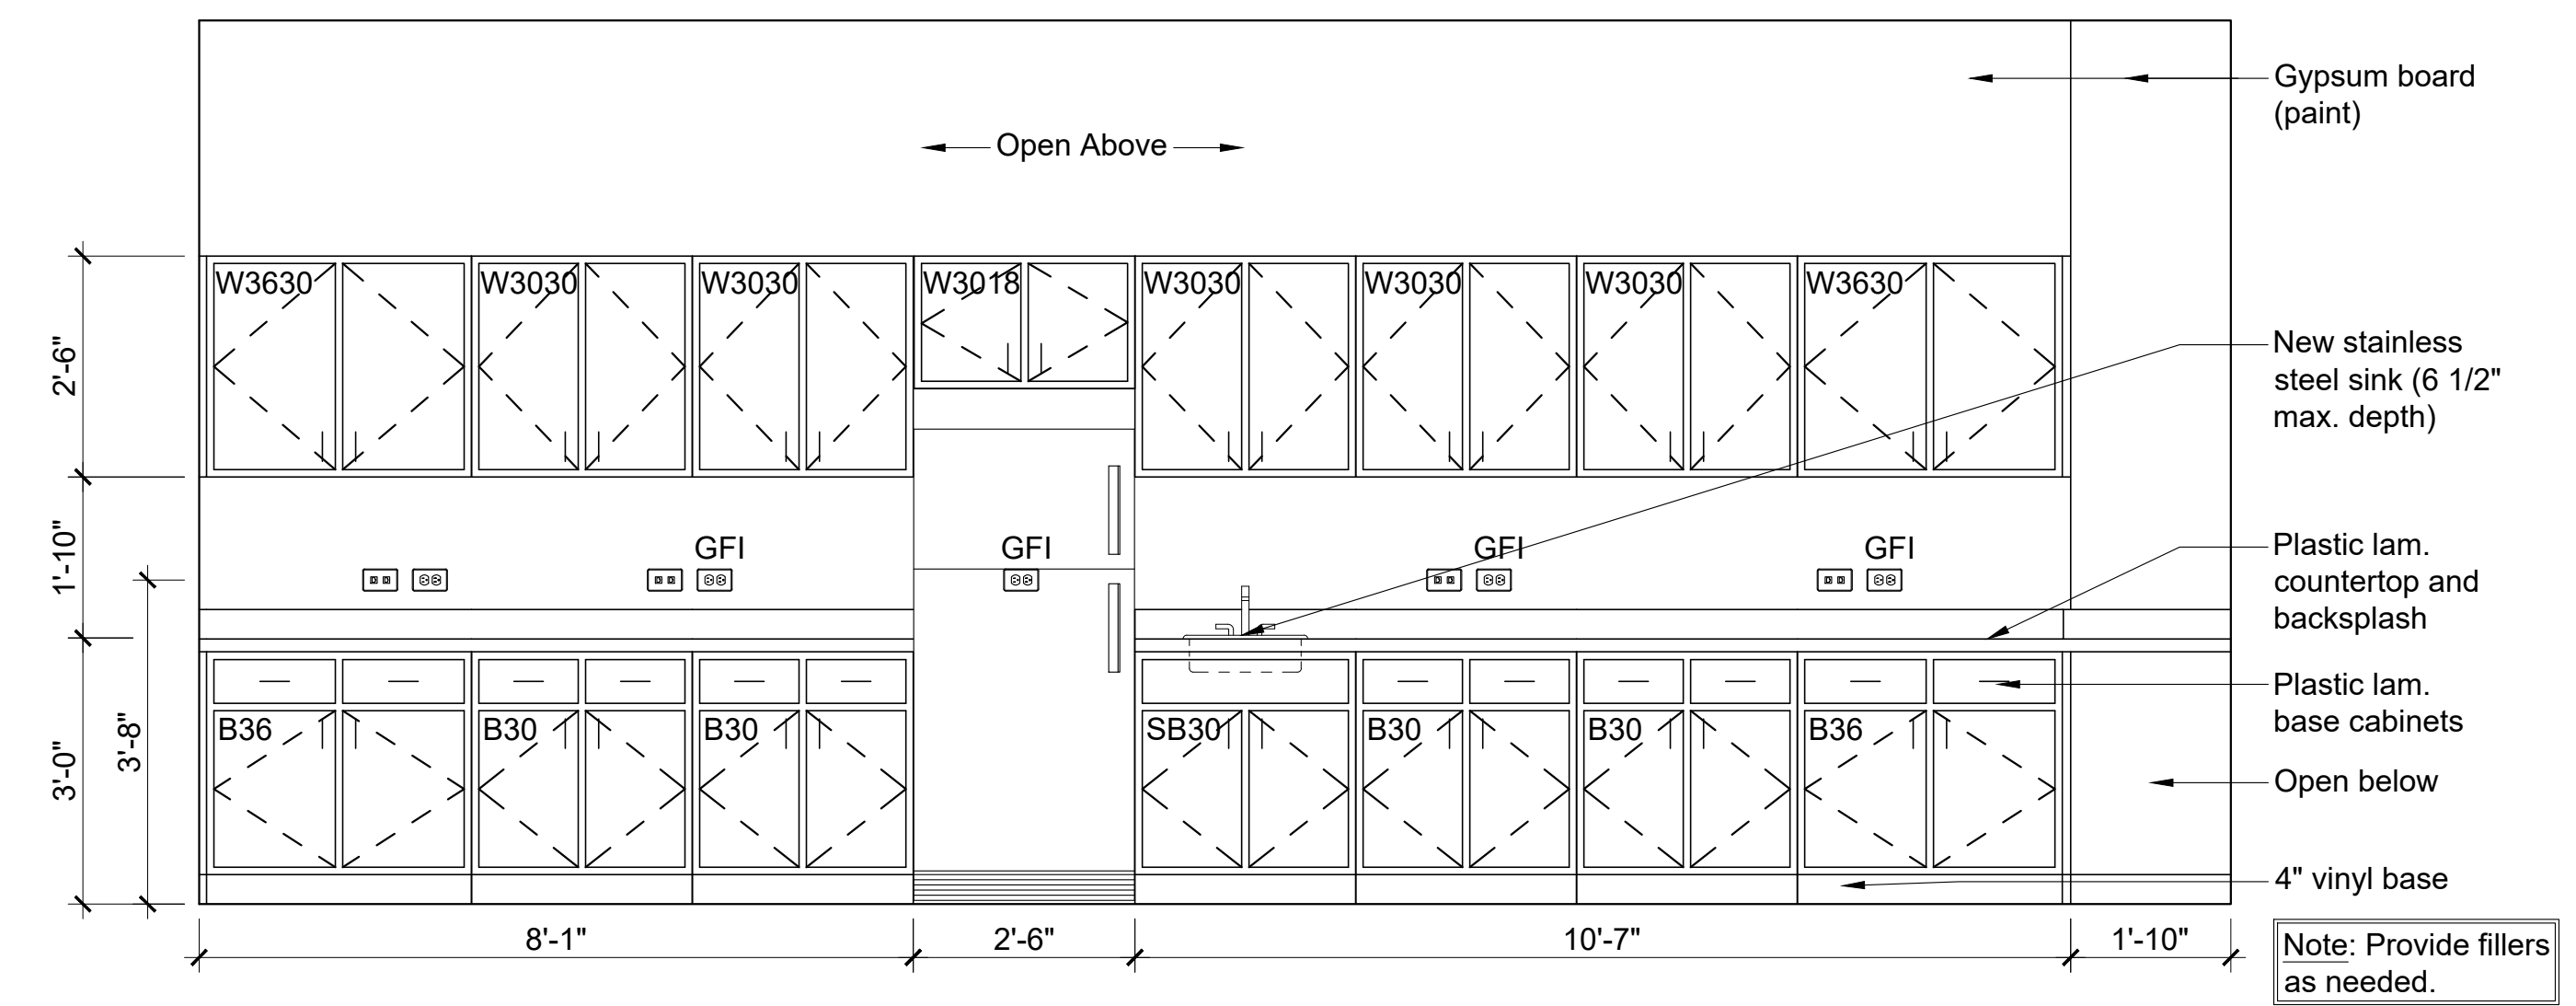 Gypsum board
(paint)
Open Above
W3630
W3030
W3030
W3018
W3030
W3030
W3030
W3630
2'-6"
New stainless
steel sink (6 1/2"
max. depth)
1'-10"
GFI
GFI
GFI
GFI
Plastic lam.
countertop and
backsplash
3'-0"
3'-8"
B36
B30
B30
SB30
B30
B30
B36
Plastic lam.
base cabinets
Open below
4" vinyl base
8'-1"
2'-6"
10'-7"
1'-10"
Note: Provide fillers
as needed.